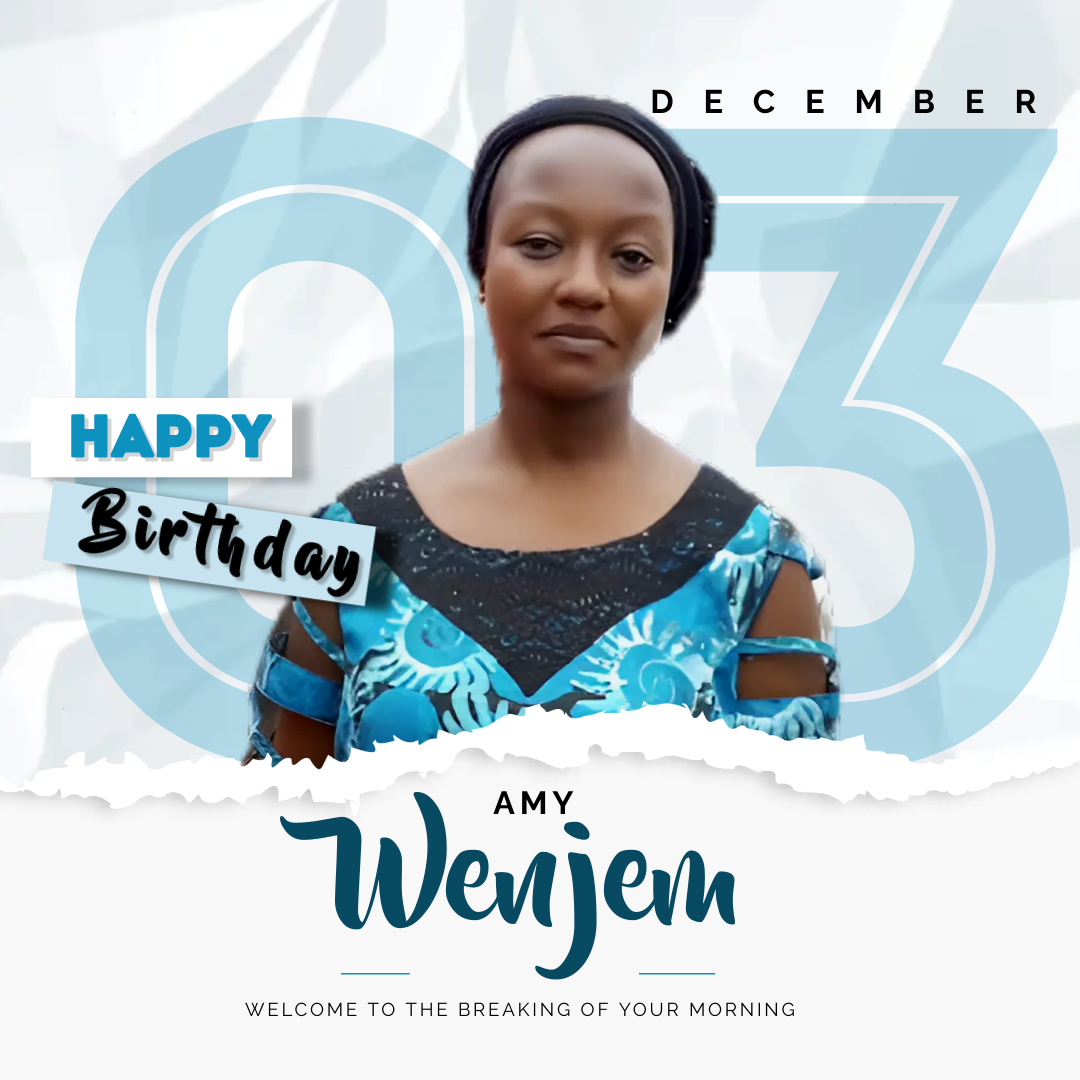 DECEMBER
03
HAPPY
Birthday
AMY
Wenjem
WELCOME TO THE BREAKING OF YOUR MORNING